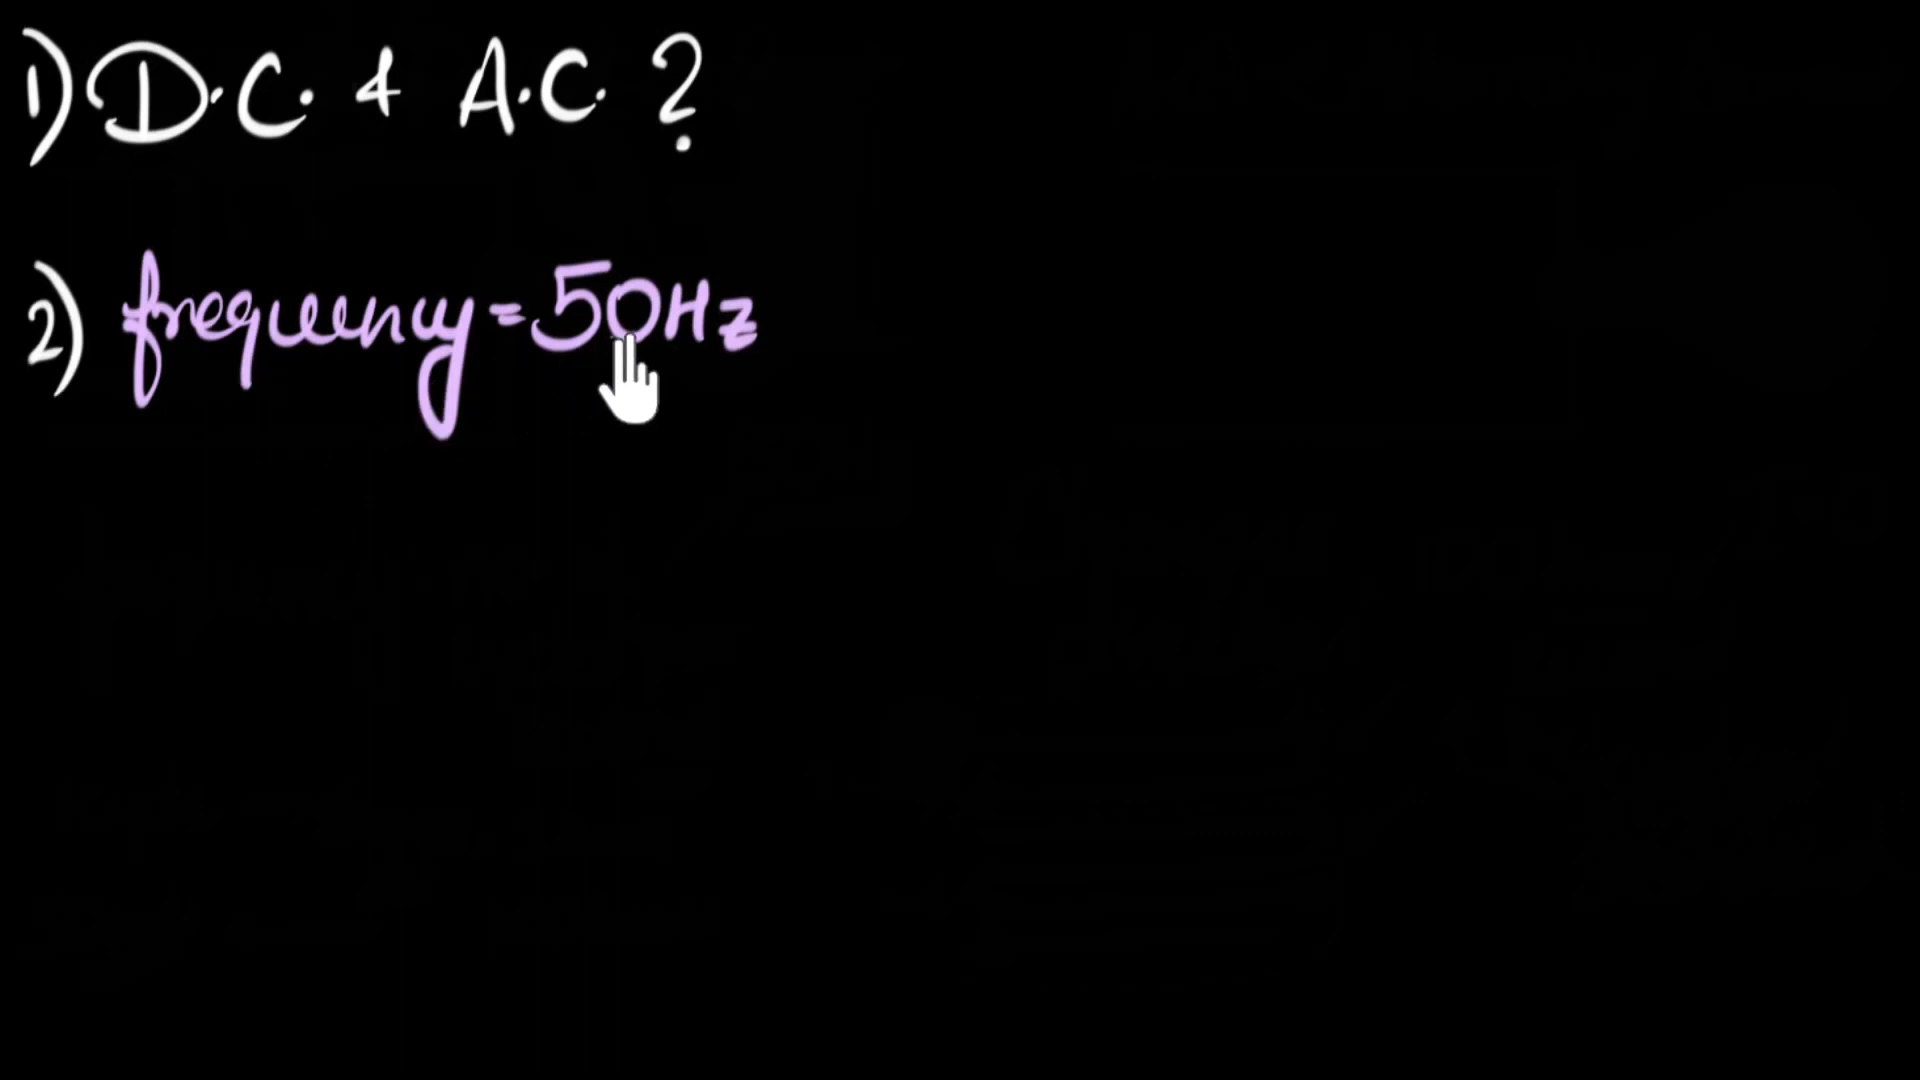 1) D.C. & A.C. ?
2) frequency = 50Hz